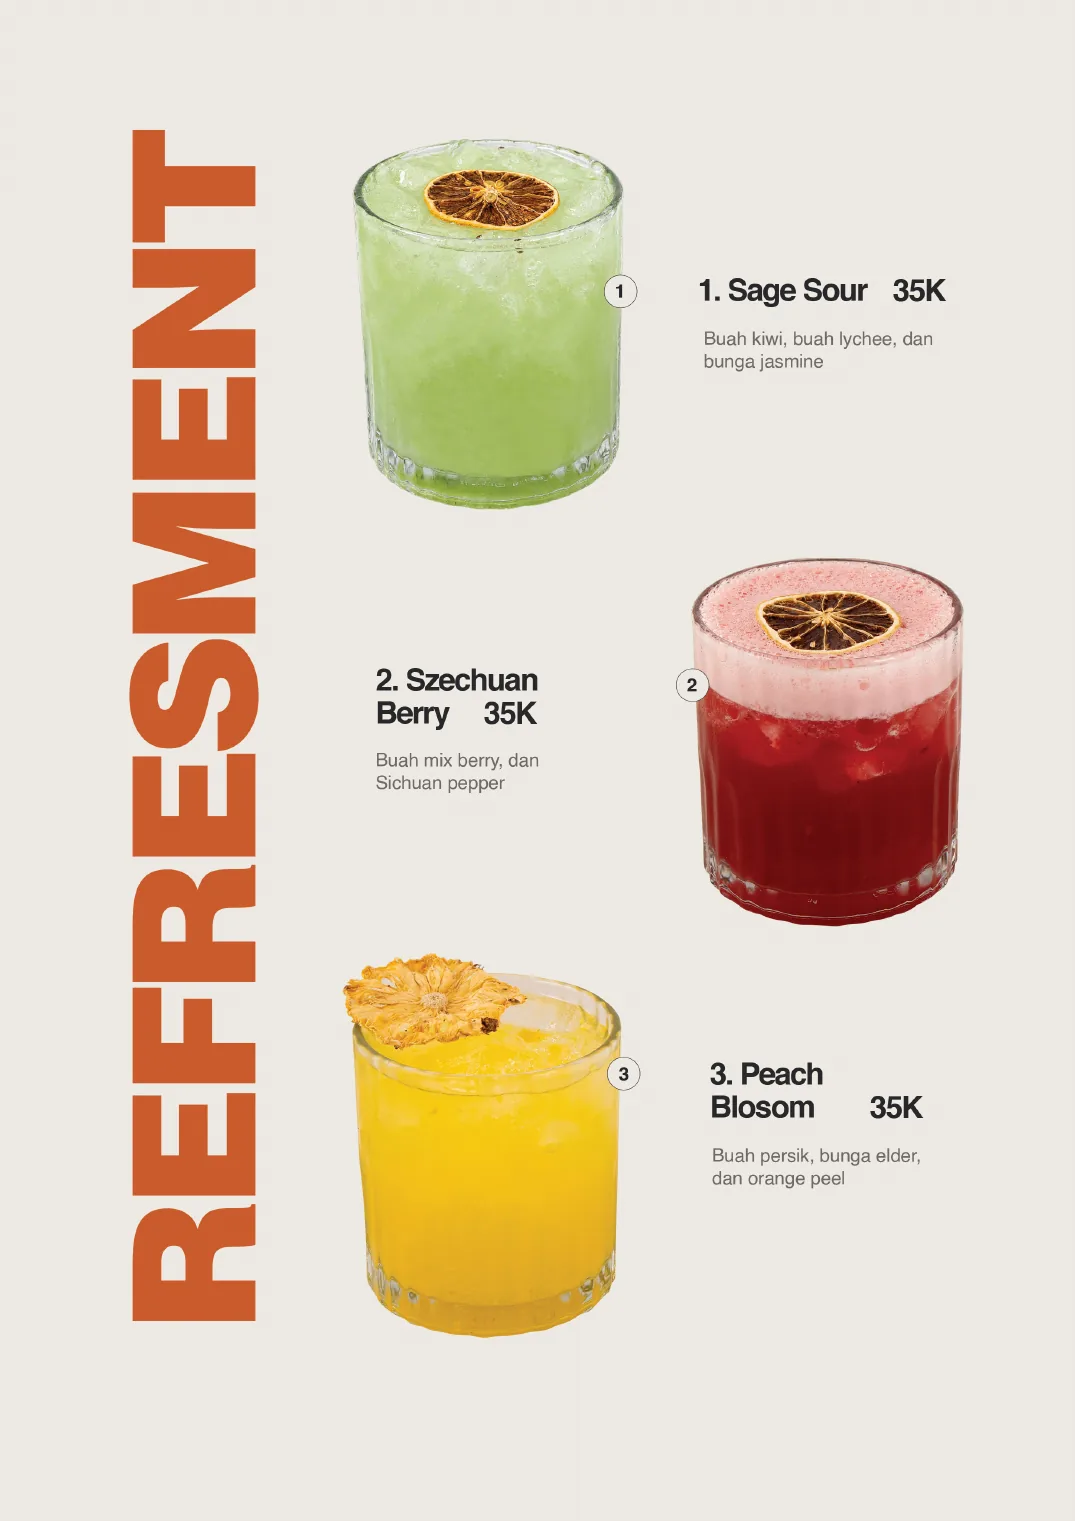 REFRESMENT
1
1. Sage Sour 35K
Buah kiwi, buah lychee, dan
bunga jasmine
2. Szechuan
Berry 35K
2
Buah mix berry, dan
Sichuan pepper
3
3. Peach
Blosom 35K
Buah persik, bunga elder,
dan orange peel